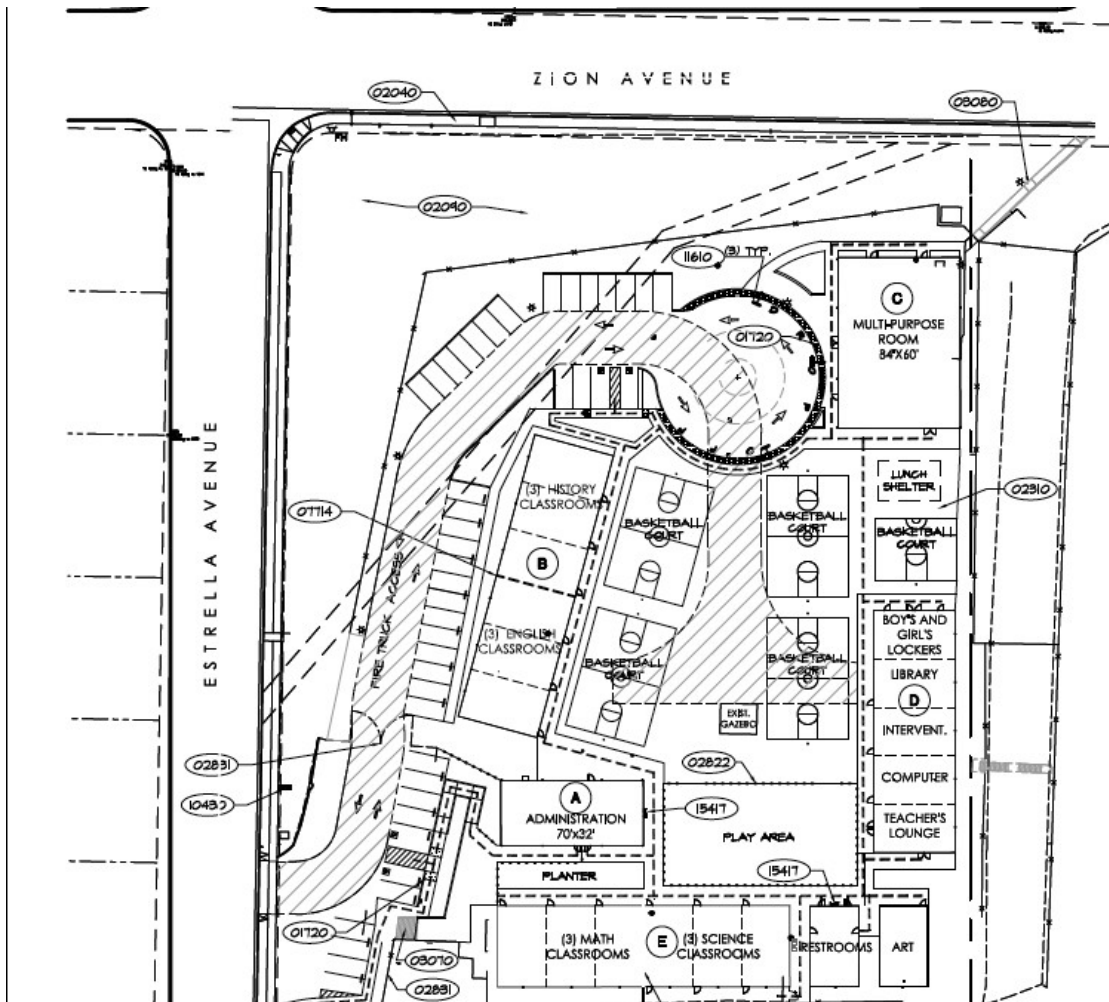 ZION AVENUE
02040
03080
FH
02090
11610
(3) TYP.
C
MULTI-PURPOSE
ROOM
84'X60'
01720
ESTRELLA AVENUE
LUNCH
SHELTER
02310
(3) HISTORY
CLASSROOMS
07714
BASKETBALL
COURT
BASKETBALL
COURT
BASKETBALL
COURT
B
FIRE TRUCK ACCESS
BOY'S AND
GIRL'S
LOCKERS
(3) ENGLISH
CLASSROOMS
BASKETBALL
COURT
BASKETBALL
COURT
LIBRARY
D
EXIST.
GAZEBO
INTERVENT.
02831
02822
COMPUTER
10430
A
ADMINISTRATION
70'x32'
15417
PLAY AREA
TEACHER'S
LOUNGE
PLANTER
15417
01720
(3) MATH
CLASSROOMS
E
(3) SCIENCE
CLASSROOMS
RESTROOMS
ART
03070
02831